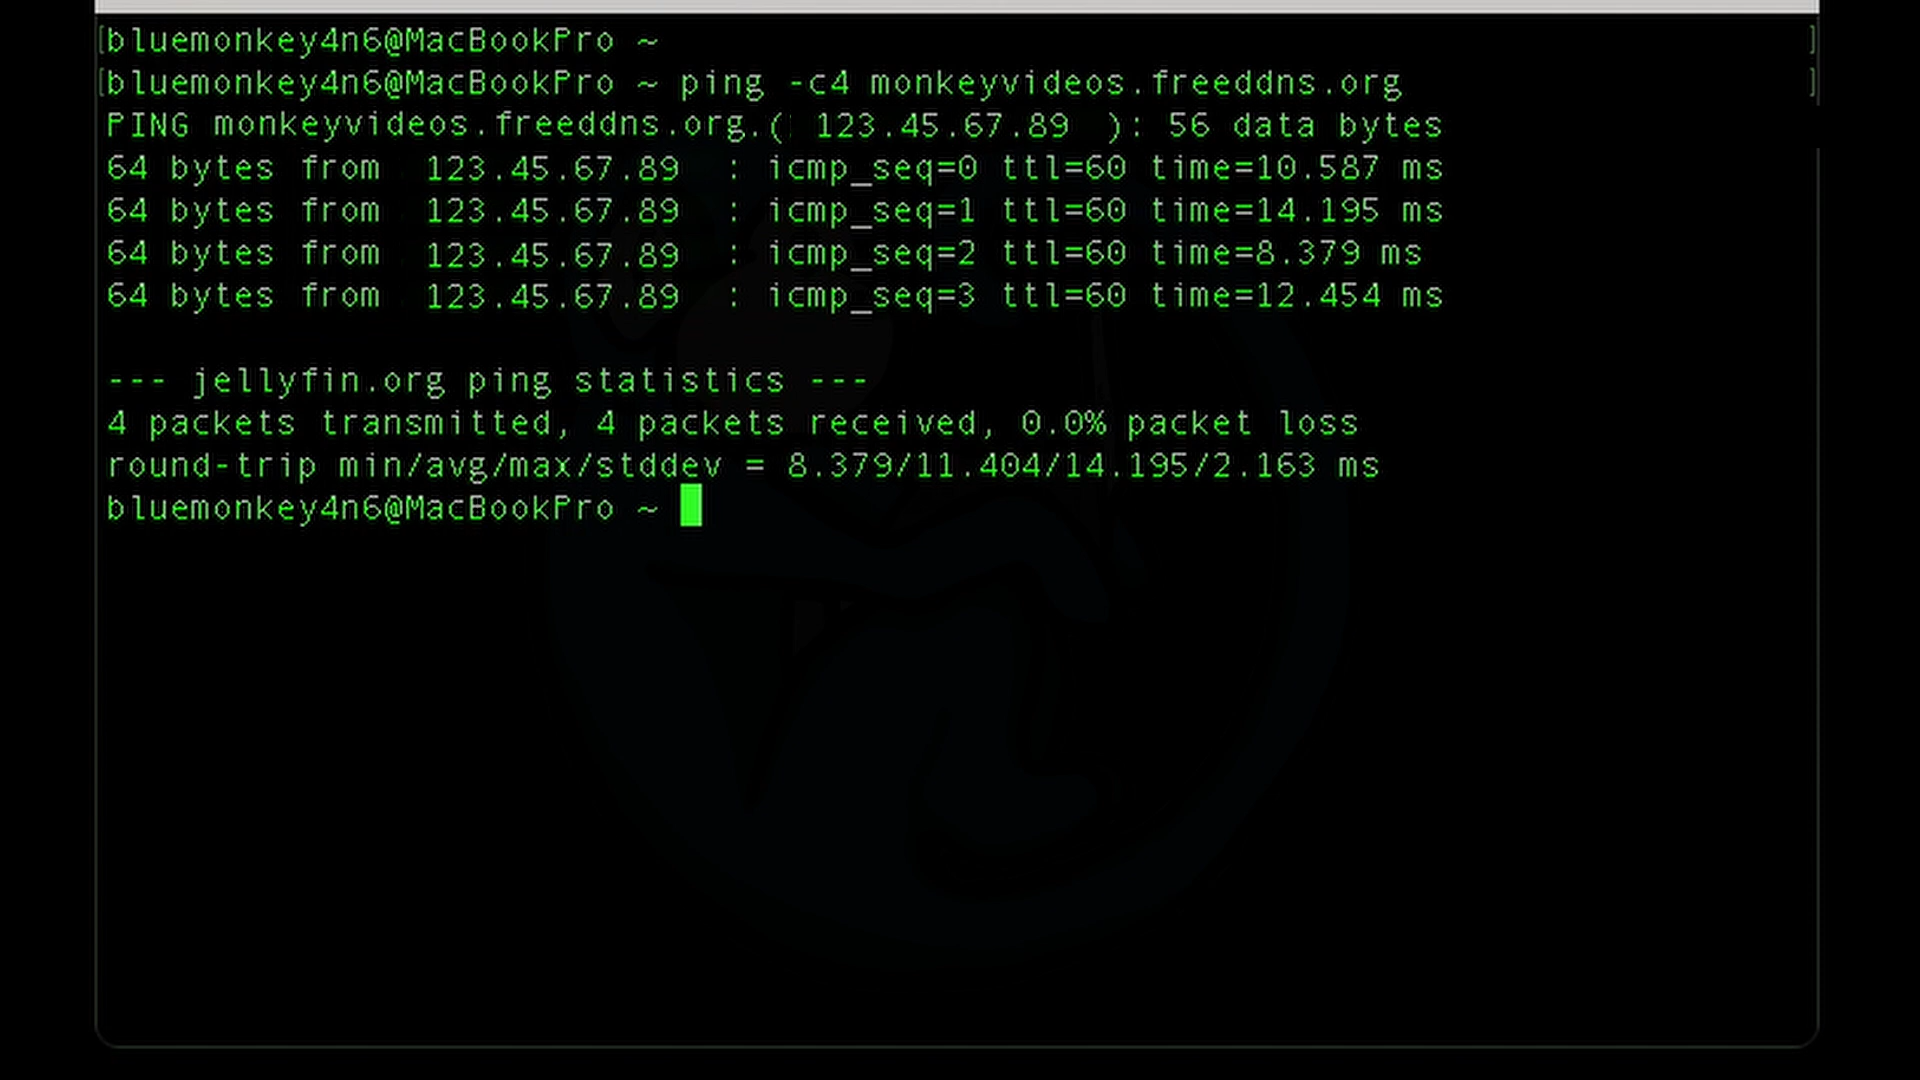 [bluemonkey4n6@MacBookPro ~ ]
[bluemonkey4n6@MacBookPro ~ ping -c4 monkeyvideos.freeddns.org ]
PING monkeyvideos.freeddns.org.( 123.45.67.89 ): 56 data bytes
64 bytes from 123.45.67.89 : icmp_seq=0 ttl=60 time=10.587 ms
64 bytes from 123.45.67.89 : icmp_seq=1 ttl=60 time=14.195 ms
64 bytes from 123.45.67.89 : icmp_seq=2 ttl=60 time=8.379 ms
64 bytes from 123.45.67.89 : icmp_seq=3 ttl=60 time=12.454 ms
--- jellyfin.org ping statistics ---
4 packets transmitted, 4 packets received, 0.0% packet loss
round-trip min/avg/max/stddev = 8.379/11.404/14.195/2.163 ms
bluemonkey4n6@MacBookPro ~